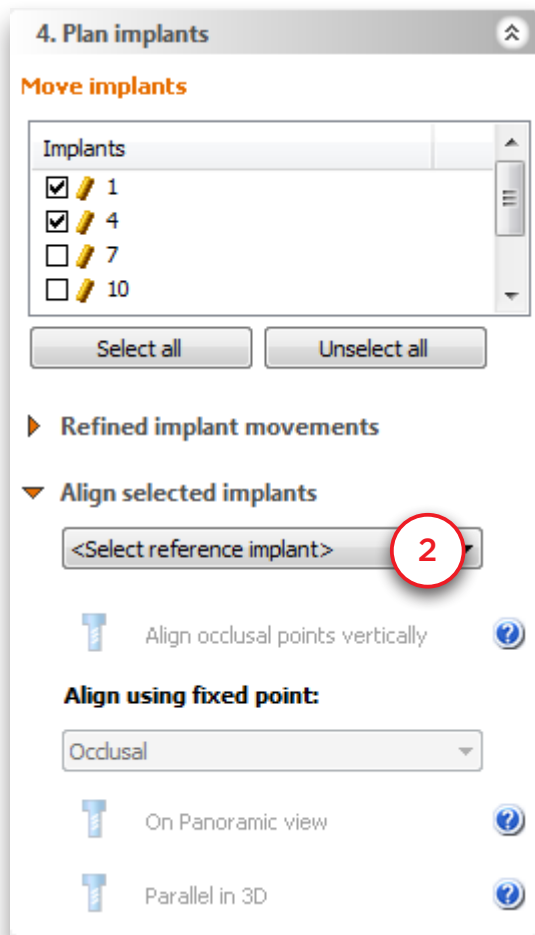 4. Plan implants
Move implants
Implants
1
4
7
10
Select all Unselect all
Refined implant movements
Align selected implants
<Select reference implant> 2
Align occlusal points vertically ?
Align using fixed point:
Occlusal
On Panoramic view ?
Parallel in 3D ?